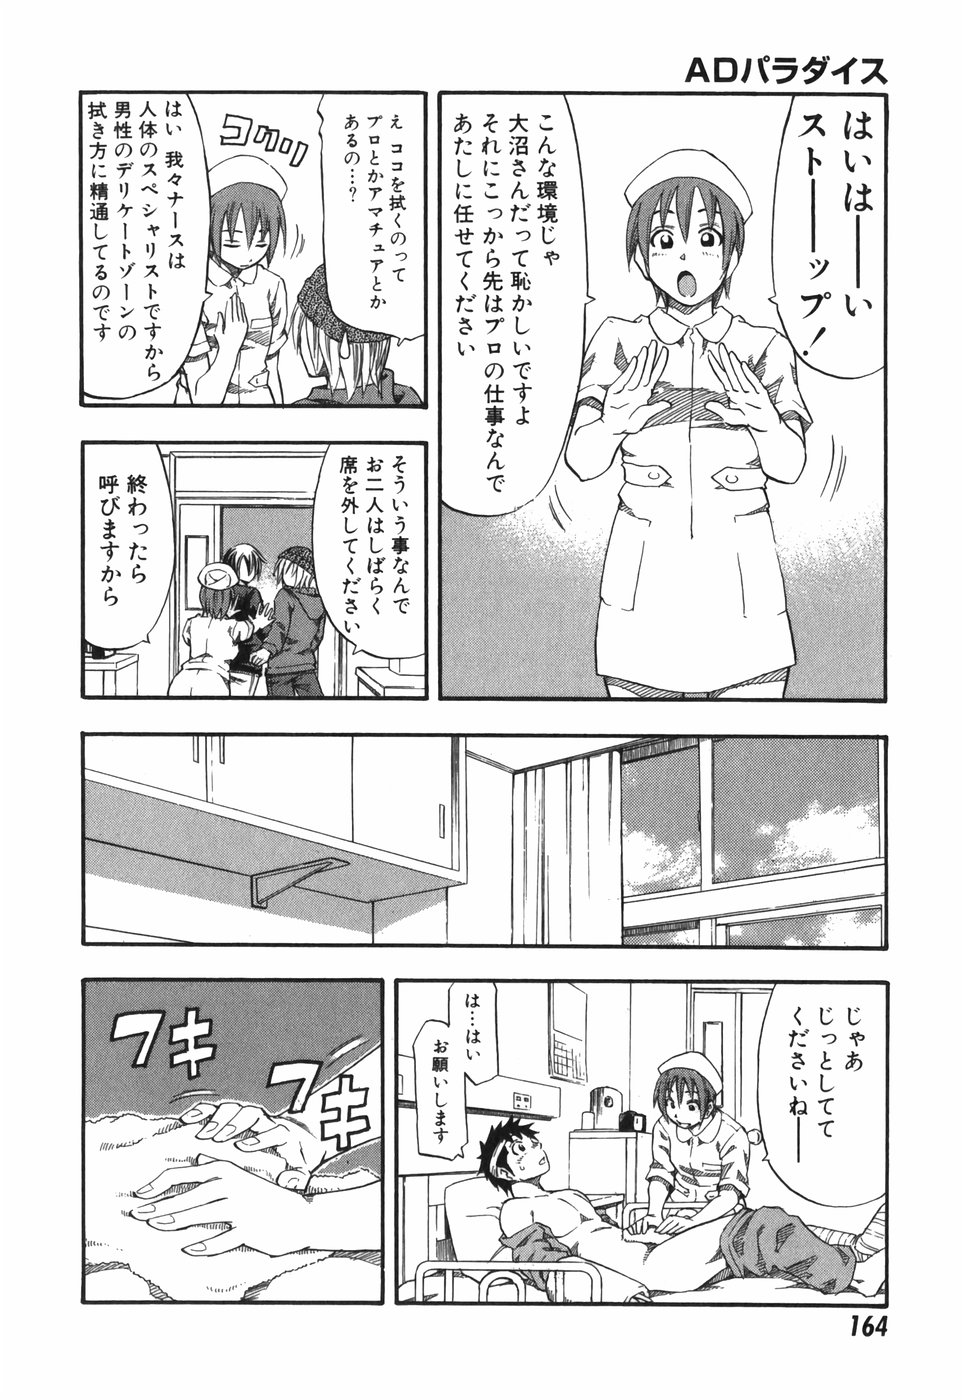 ADパラダイス
はいはーーい
ストーーップ！
こんな環境じゃ
大沼さんだって恥かしいですよ
それにこっから先はプロの仕事なんで
あたしに任せてください
え ココを拭くのって
プロとかアマチュアとか
あるの…？
コクリ
はい 我々ナースは
人体のスペシャリストですから
男性のデリケートゾーンの
拭き方に精通してるのです
そういう事なんで
お二人はしばらく
席を外してください
終わったら
呼びますから
じゃあ
じっとしてて
くださいね──
は…はい
お願いします
フキ
フキ
164